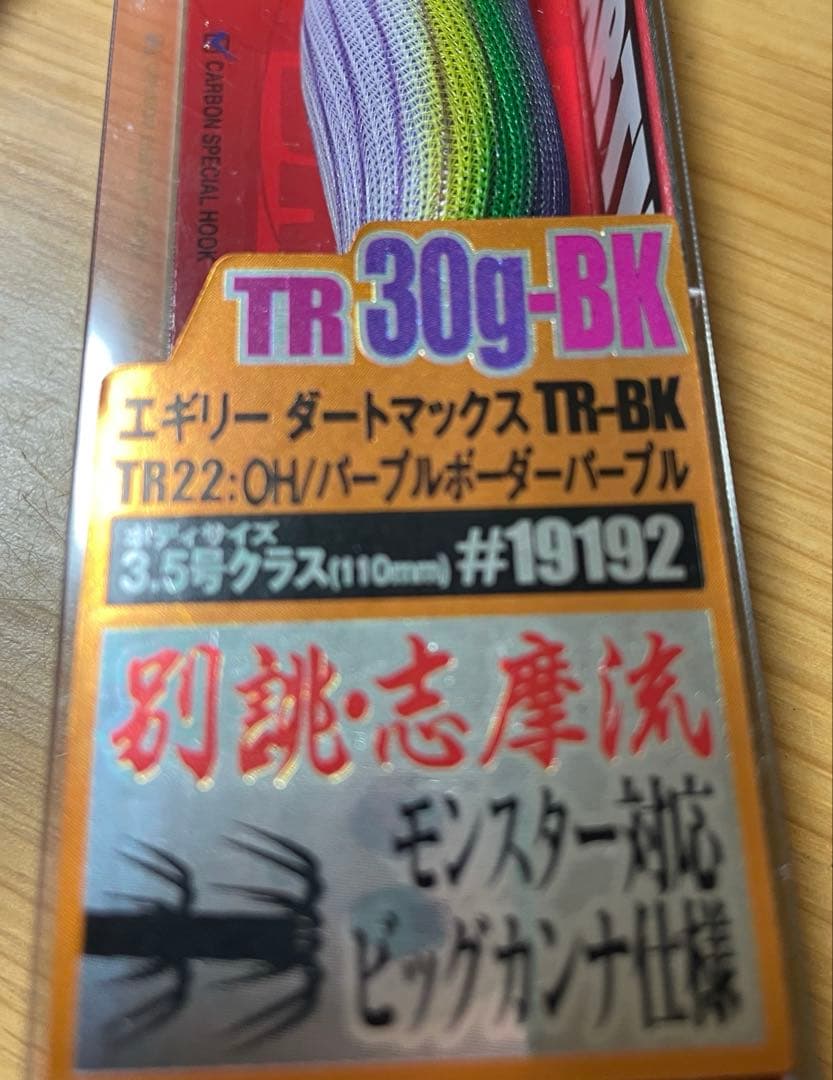 CARBON SPECIAL HOOK
TR 30g-BK
エギリー ダートマックス TR-BK
TR22:OH/パープルボーダーパープル
ボディサイズ
3.5号クラス(110mm) #19192
別誂・志摩流
モンスター対応
ビッグカンナ仕様